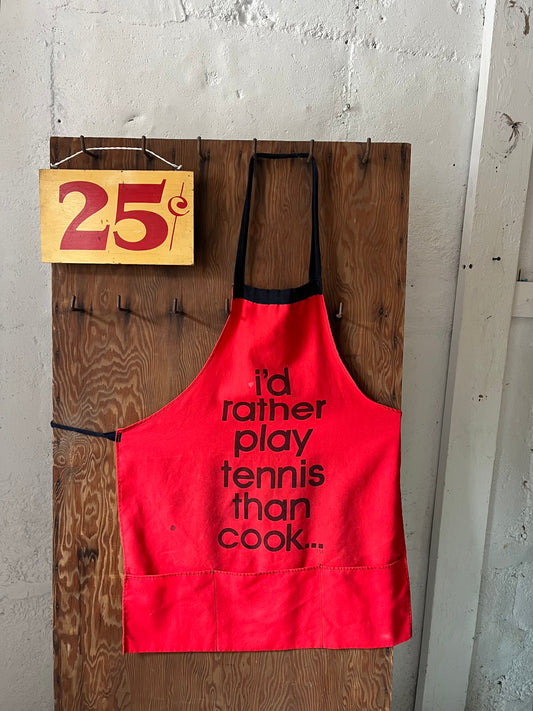 25¢
i'd
rather
play
tennis
than
cook...